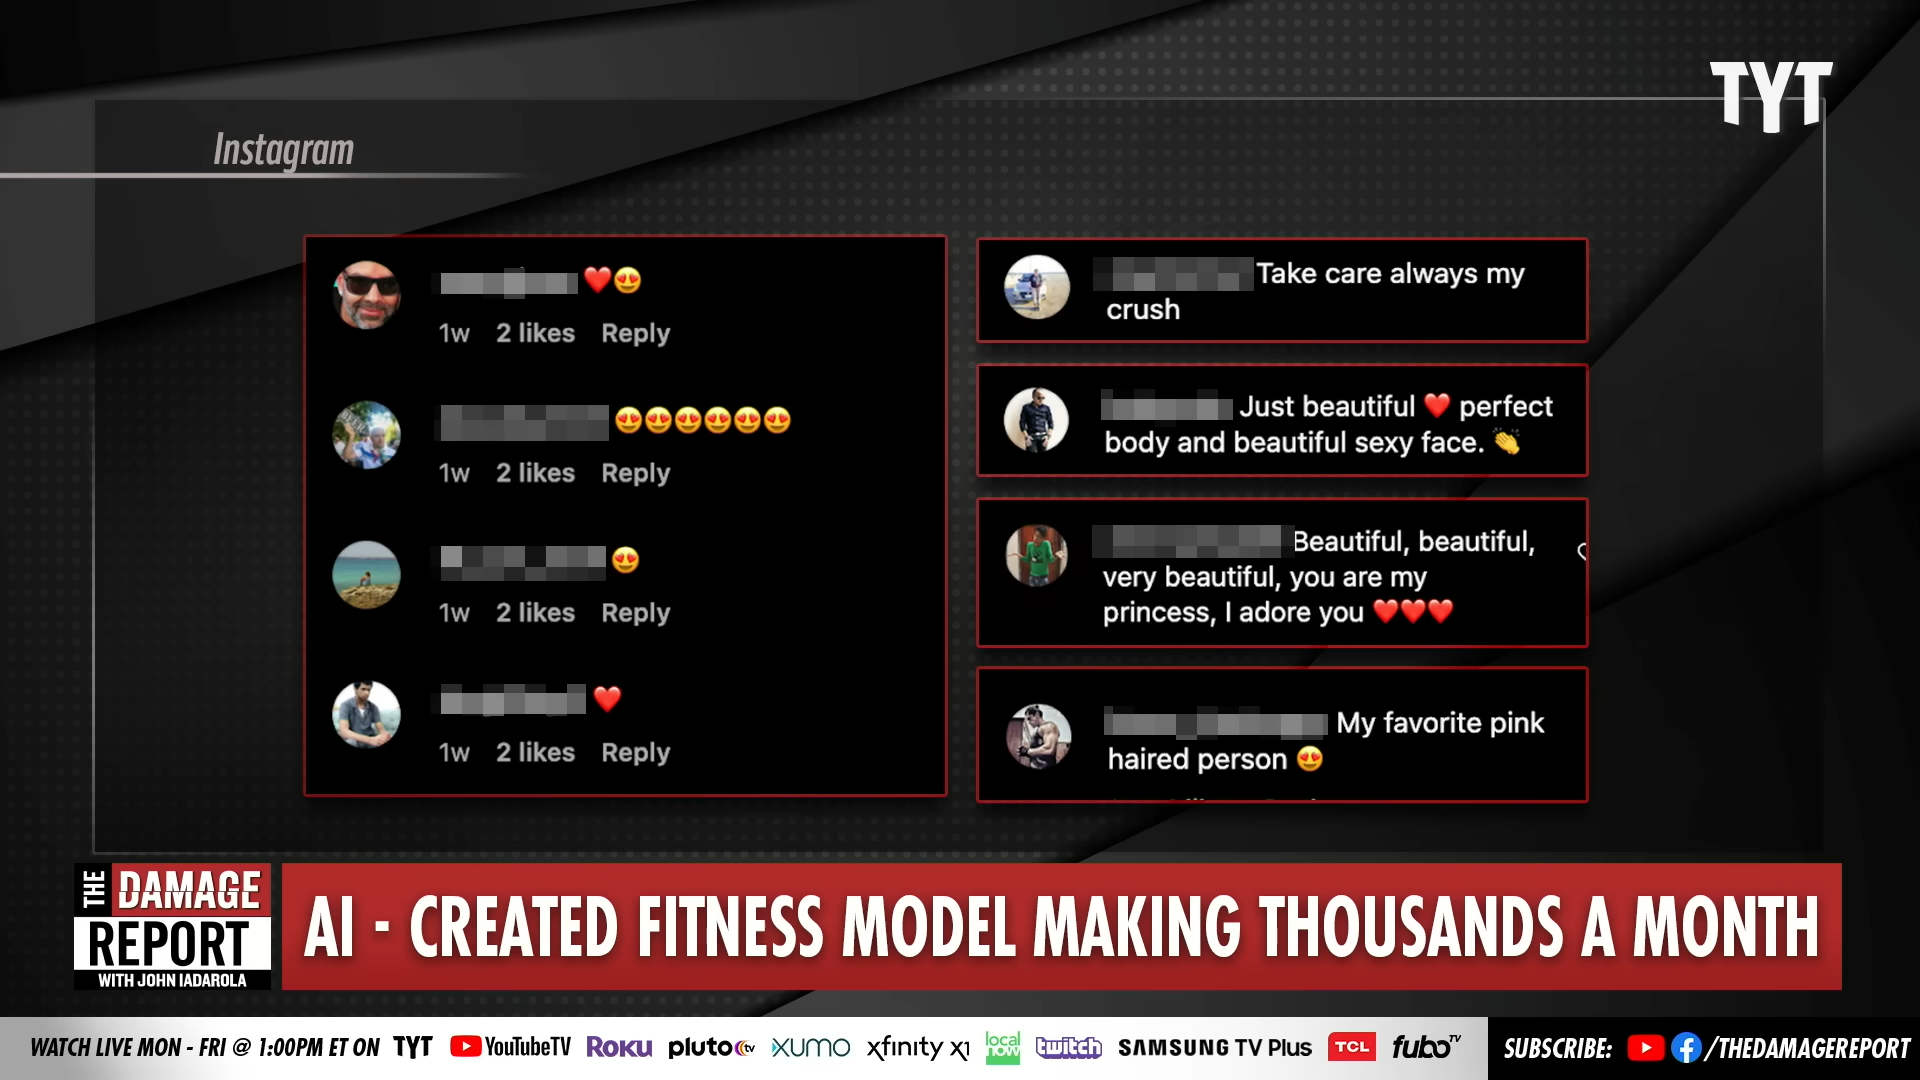 TYT
Instagram
❤️😍
1w 2 likes Reply
😍😍😍😍😍😍
1w 2 likes Reply
😍
1w 2 likes Reply
❤️
1w 2 likes Reply
Take care always my
crush
Just beautiful ❤️ perfect
body and beautiful sexy face. 👏
Beautiful, beautiful,
very beautiful, you are my
princess, I adore you ❤️❤️❤️
My favorite pink
haired person 😍
THE DAMAGE
REPORT
WITH JOHN IADAROLA
AI - CREATED FITNESS MODEL MAKING THOUSANDS A MONTH
WATCH LIVE MON - FRI @ 1:00PM ET ON TYT YouTubeTV ROKU pluto tv XUMO xfinity x1 local now twitch SAMSUNG TV Plus TCL fubo TV SUBSCRIBE: /THEDAMAGEREPORT